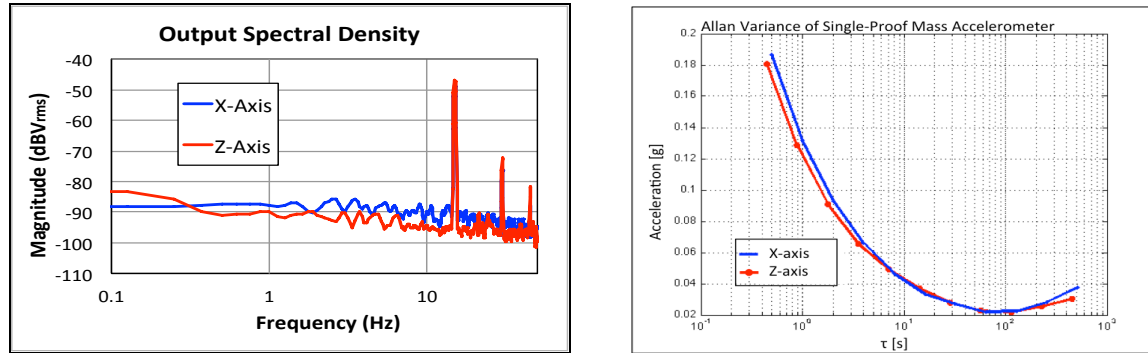 Output Spectral Density
-40
-50
-60
-70
-80
-90
-100
-110
X-Axis
Z-Axis
Magnitude (dBVrms)
0.1
1
10
Frequency (Hz)
Allan Variance of Single-Proof Mass Accelerometer
0.2
0.18
0.16
0.14
0.12
0.1
0.08
0.06
0.04
0.02
Acceleration [g]
X-axis
Z-axis
10-1
100
101
102
103
τ [s]